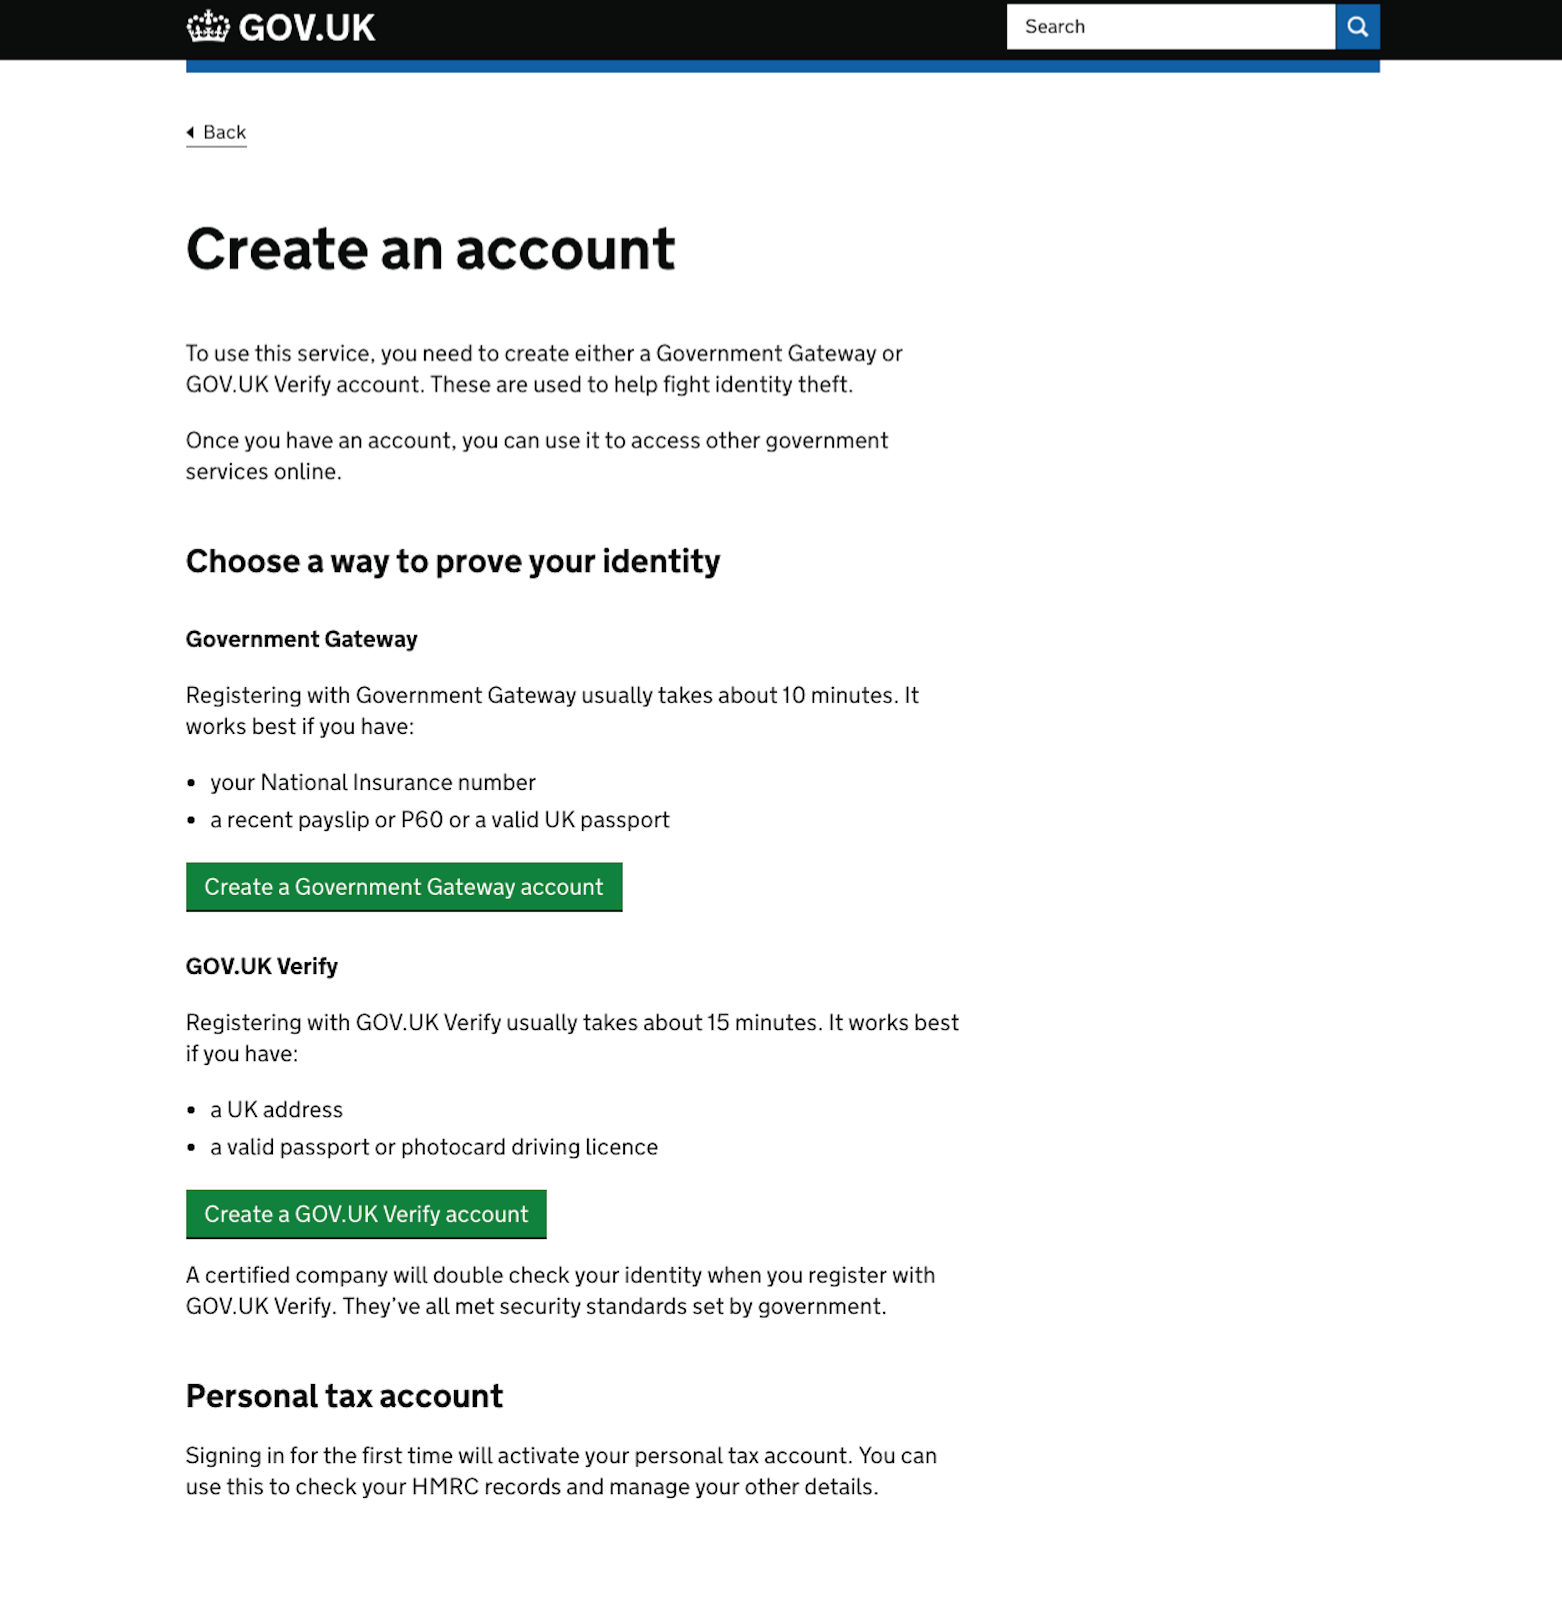 GOV.UK
Search
Back
Create an account
To use this service, you need to create either a Government Gateway or
GOV.UK Verify account. These are used to help fight identity theft.
Once you have an account, you can use it to access other government
services online.
Choose a way to prove your identity
Government Gateway
Registering with Government Gateway usually takes about 10 minutes. It
works best if you have:
• your National Insurance number
• a recent payslip or P60 or a valid UK passport
Create a Government Gateway account
GOV.UK Verify
Registering with GOV.UK Verify usually takes about 15 minutes. It works best
if you have:
• a UK address
• a valid passport or photocard driving licence
Create a GOV.UK Verify account
A certified company will double check your identity when you register with
GOV.UK Verify. They’ve all met security standards set by government.
Personal tax account
Signing in for the first time will activate your personal tax account. You can
use this to check your HMRC records and manage your other details.